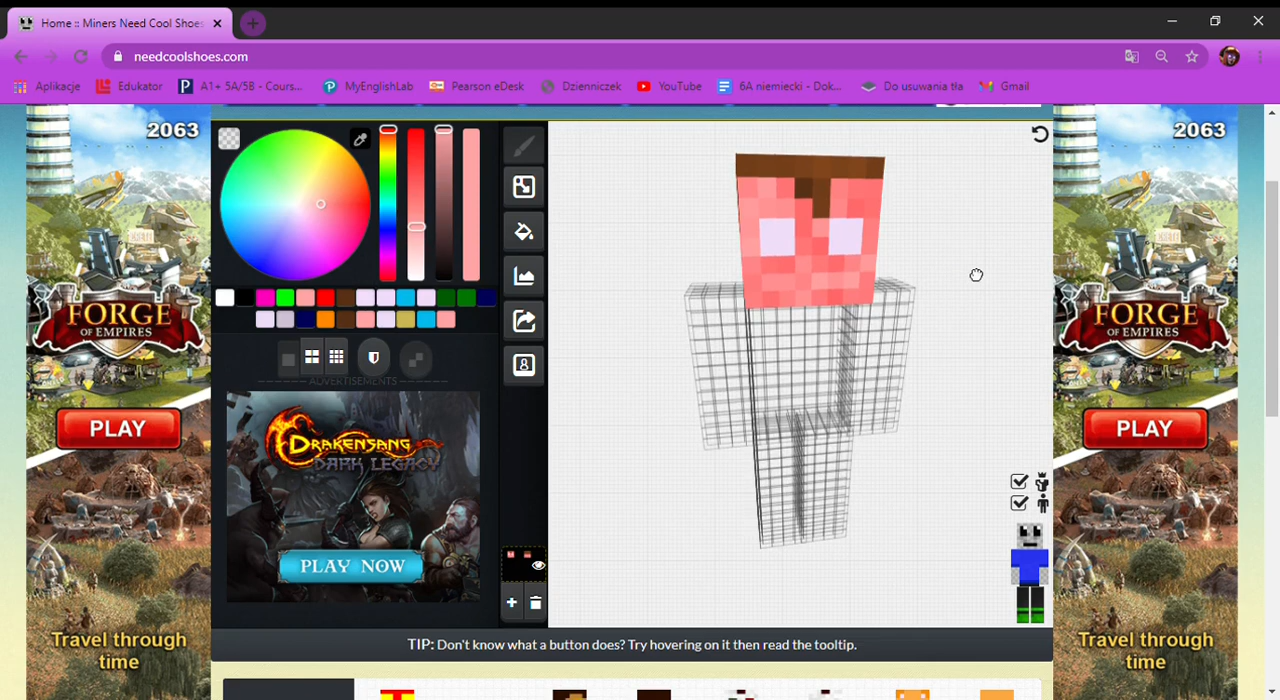 Home :: Miners Need Cool Shoes
needcoolshoes.com
Aplikacje
Edukator
A1+ 5A/5B - Cours...
MyEnglishLab
Pearson eDesk
Dzienniczek
YouTube
6A niemiecki - Dok...
Do usuwania tła
Gmail
2063
FORGE
OF EMPIRES
PLAY
Travel through
time
ADVERTISEMENTS
DRAKENSANG
DARK LEGACY
PLAY NOW
2063
FORGE
OF EMPIRES
PLAY
Travel through
time
TIP: Don't know what a button does? Try hovering on it then read the tooltip.